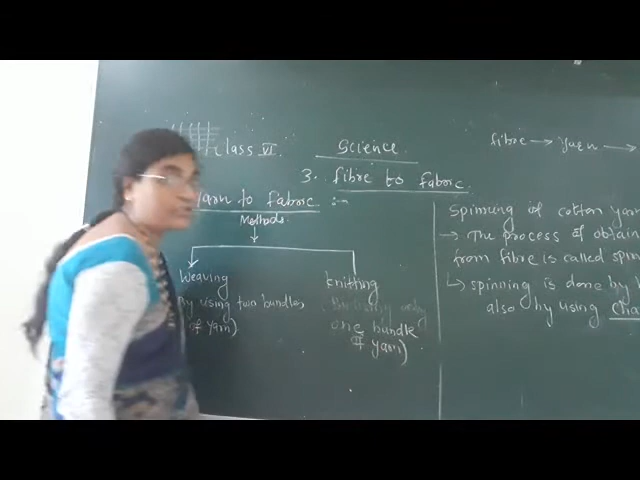 Class VI.
Science
fibre → yarn →
3. fibre to fabric.
yarn to fabric :-
Methods.
Weaving
Knitting
by using two bundles
of yarn)
by using
one bundle
of yarn)
Spinning of cotton yarn
→ The process of obtain
from fibre is called spin
↳ spinning is done by
also by using cha